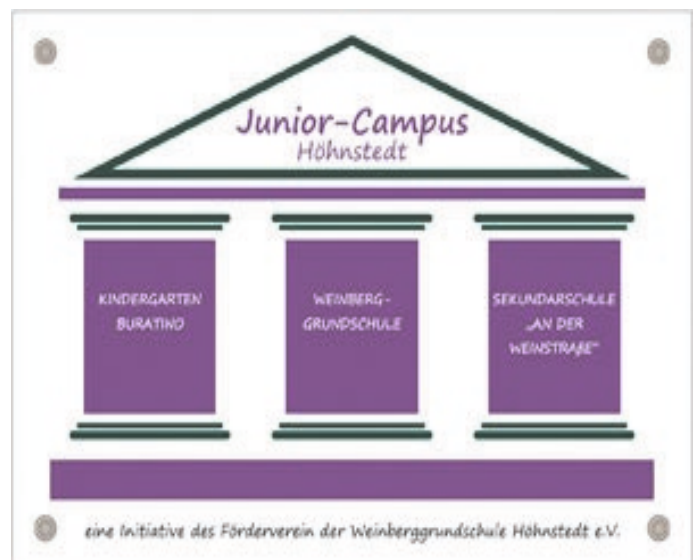 Junior-Campus
Höhnstedt
KINDERGARTEN
BURATINO
WEINBERG-
GRUNDSCHULE
SEKUNDARSCHULE
„AN DER
WEINSTRAßE“
eine Initiative des Förderverein der Weinberggrundschule Höhnstedt e.V.